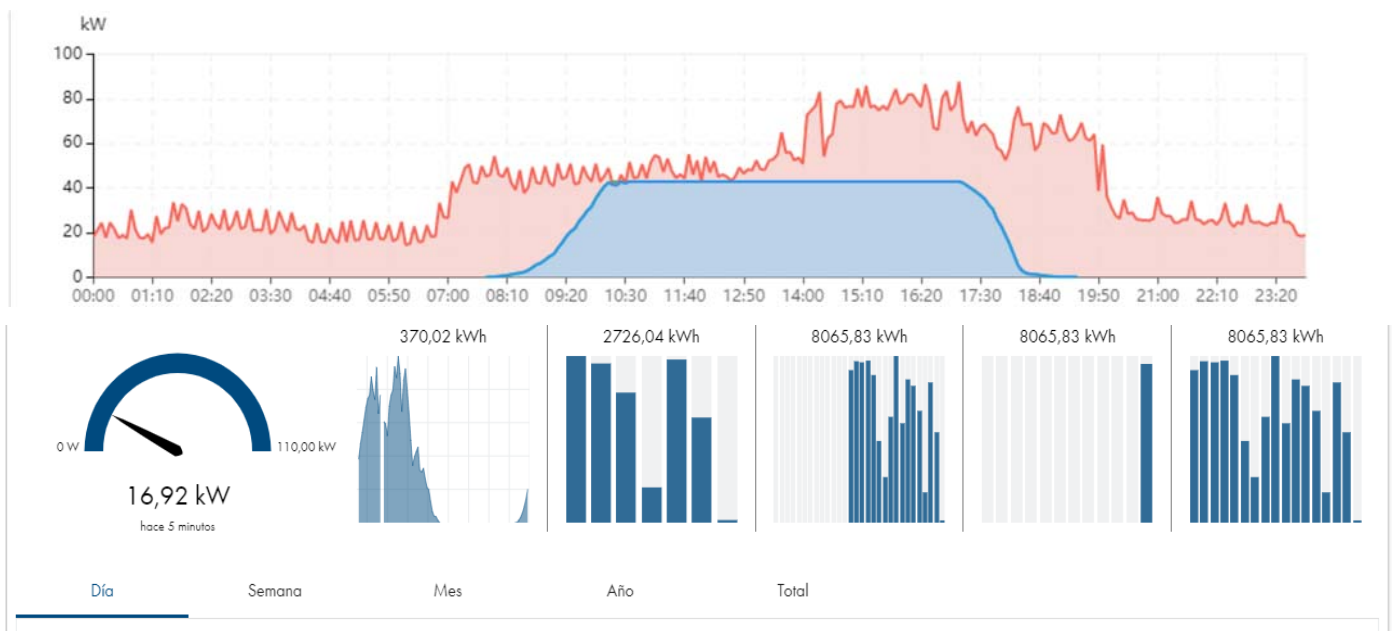 kW
100
80
60
40
20
0
00:00 01:10 02:20 03:30 04:40 05:50 07:00 08:10 09:20 10:30 11:40 12:50 14:00 15:10 16:20 17:30 18:40 19:50 21:00 22:10 23:20
370,02 kWh 2726,04 kWh 8065,83 kWh 8065,83 kWh 8065,83 kWh
0 W 110,00 kW
16,92 kW
hace 5 minutos
Día Semana Mes Año Total